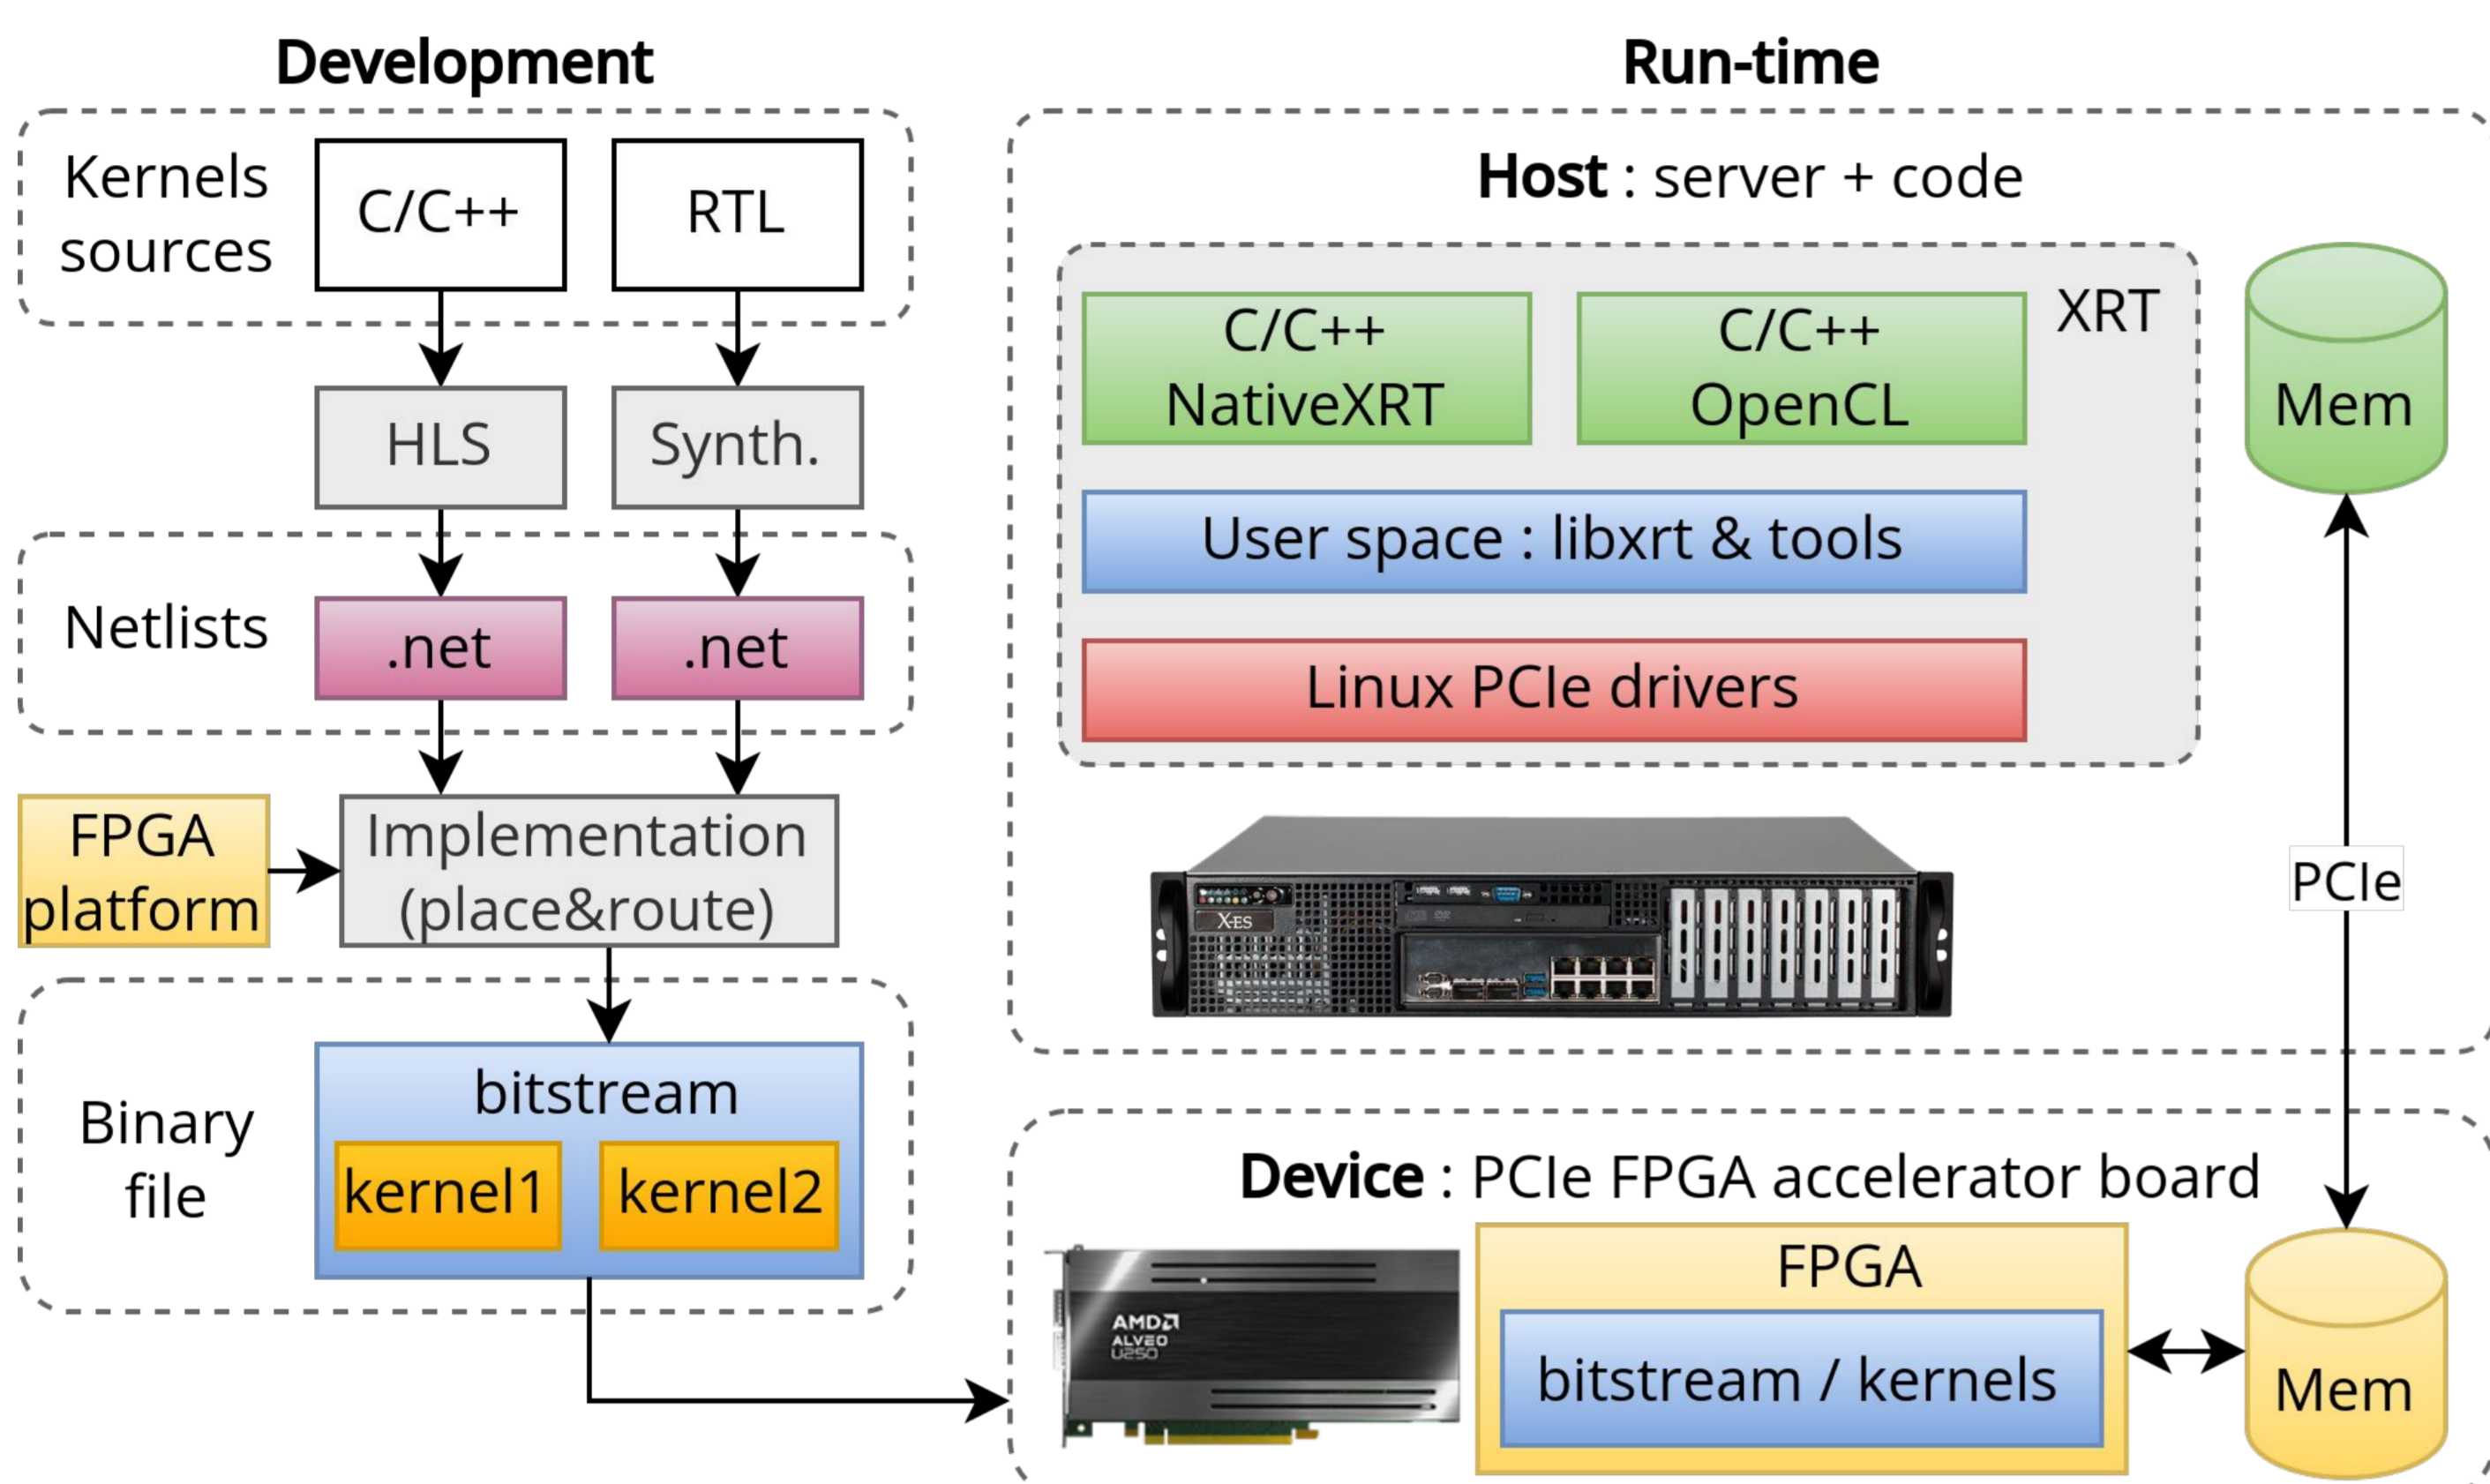 Development
Kernels
sources
C/C++
RTL
HLS
Synth.
Netlists
.net
.net
FPGA
platform
Implementation
(place&route)
Binary
file
bitstream
kernel1
kernel2
Run-time
Host : server + code
XRT
C/C++
NativeXRT
C/C++
OpenCL
User space : libxrt & tools
Linux PCIe drivers
Mem
X-ES
PCIe
Device : PCIe FPGA accelerator board
AMD
ALVEO
U250
FPGA
bitstream / kernels
Mem